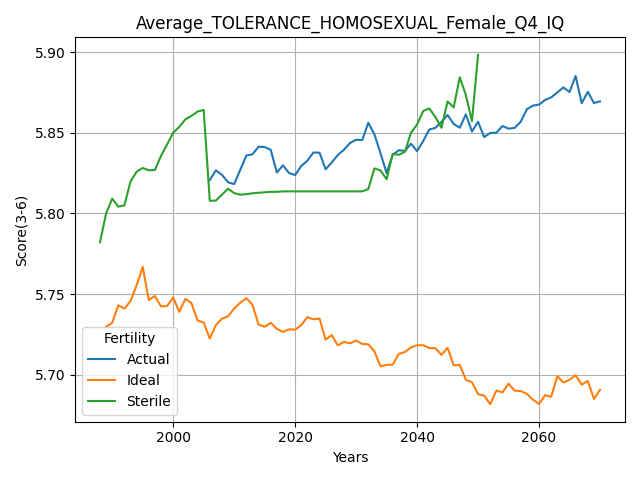 Average_TOLERANCE_HOMOSEXUAL_Female_Q4_IQ
5.90
5.85
5.80
5.75
5.70
Score(3-6)
Fertility
Actual
Ideal
Sterile
2000
2020
2040
2060
Years